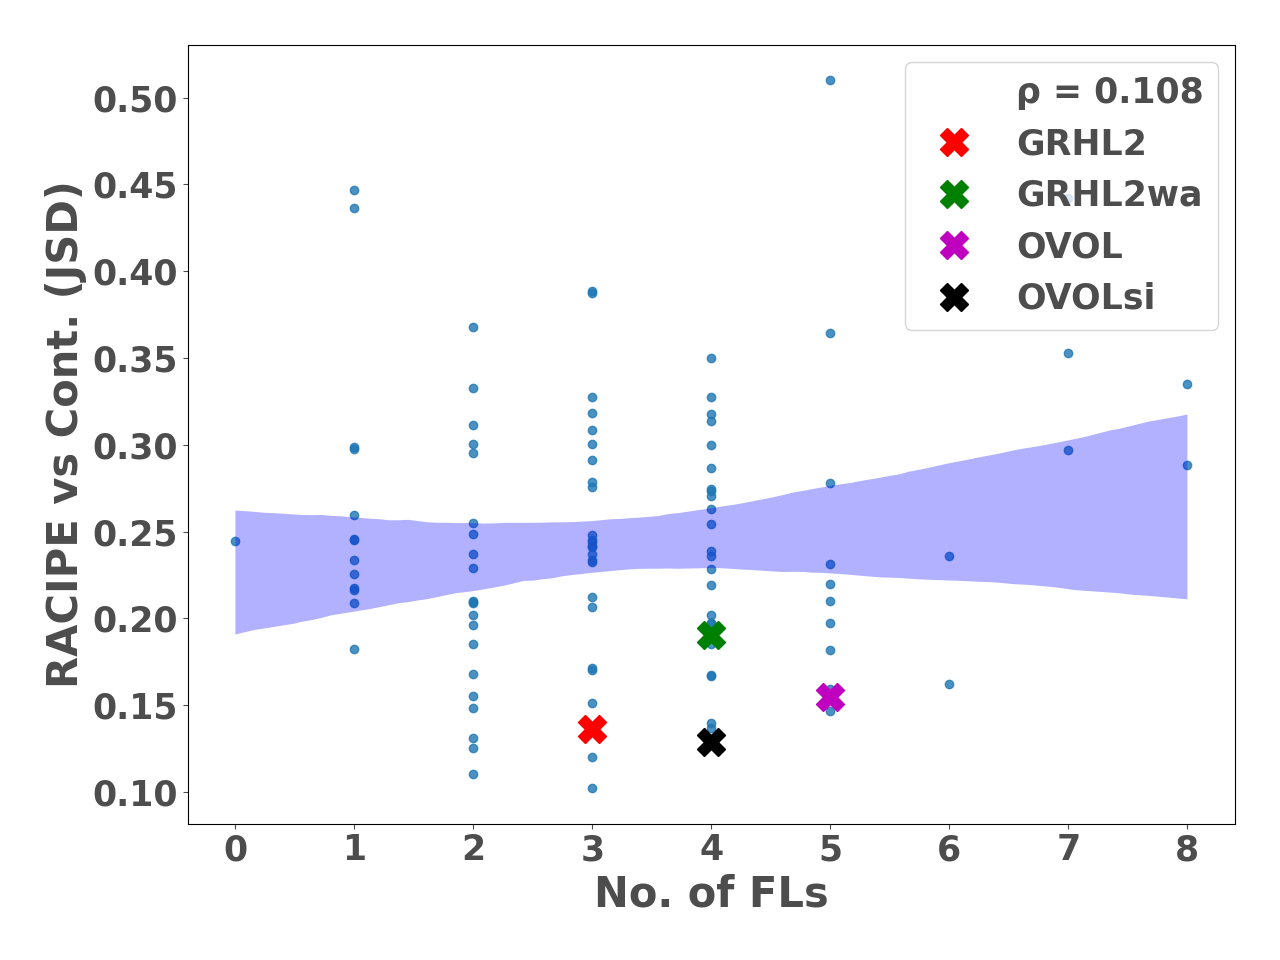 ρ = 0.108
GRHL2
GRHL2wa
OVOL
OVOLsi
RACIPE vs Cont. (JSD)
0.50
0.45
0.40
0.35
0.30
0.25
0.20
0.15
0.10
0 1 2 3 4 5 6 7 8
No. of FLs